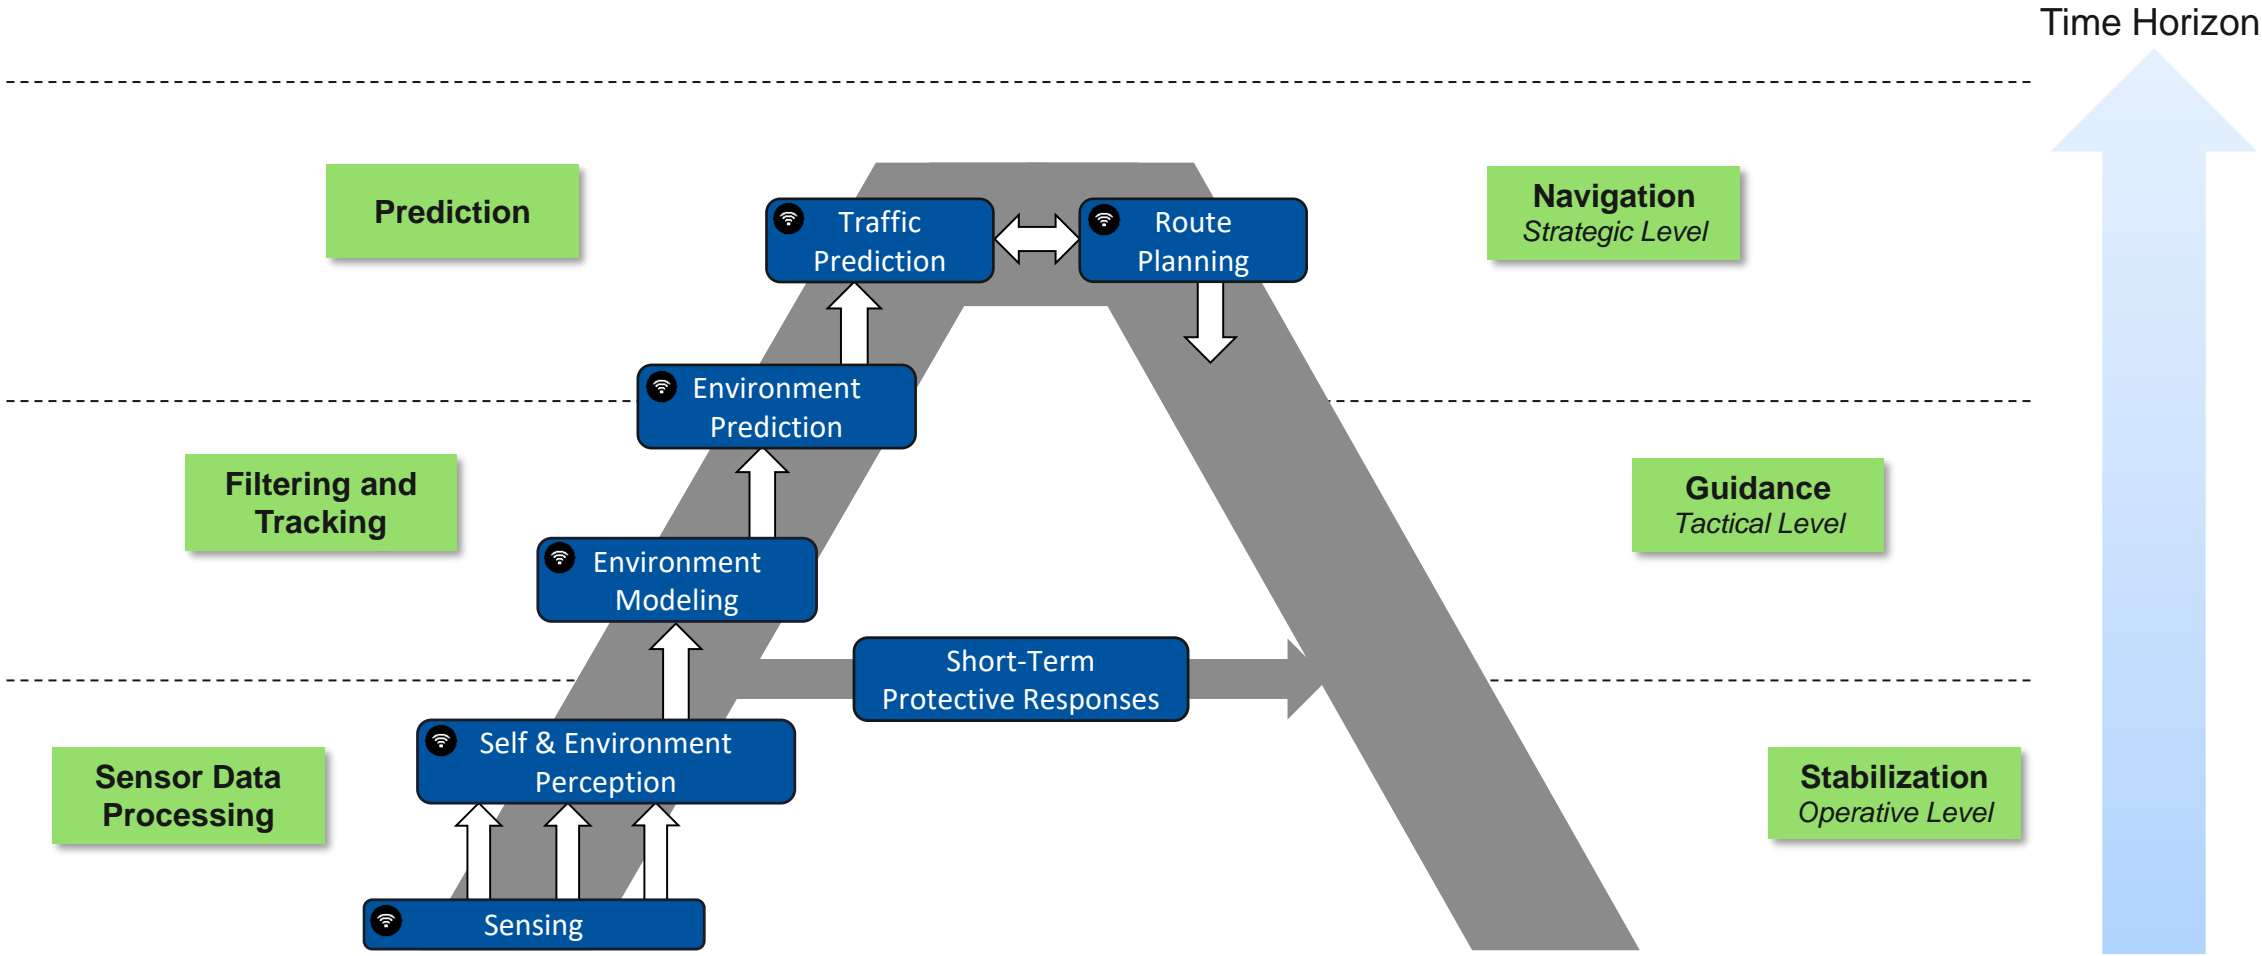 Time Horizon
Prediction
Traffic
Prediction
Route
Planning
Navigation
Strategic Level
Environment
Prediction
Filtering and
Tracking
Guidance
Tactical Level
Environment
Modeling
Short-Term
Protective Responses
Self & Environment
Perception
Sensor Data
Processing
Stabilization
Operative Level
Sensing